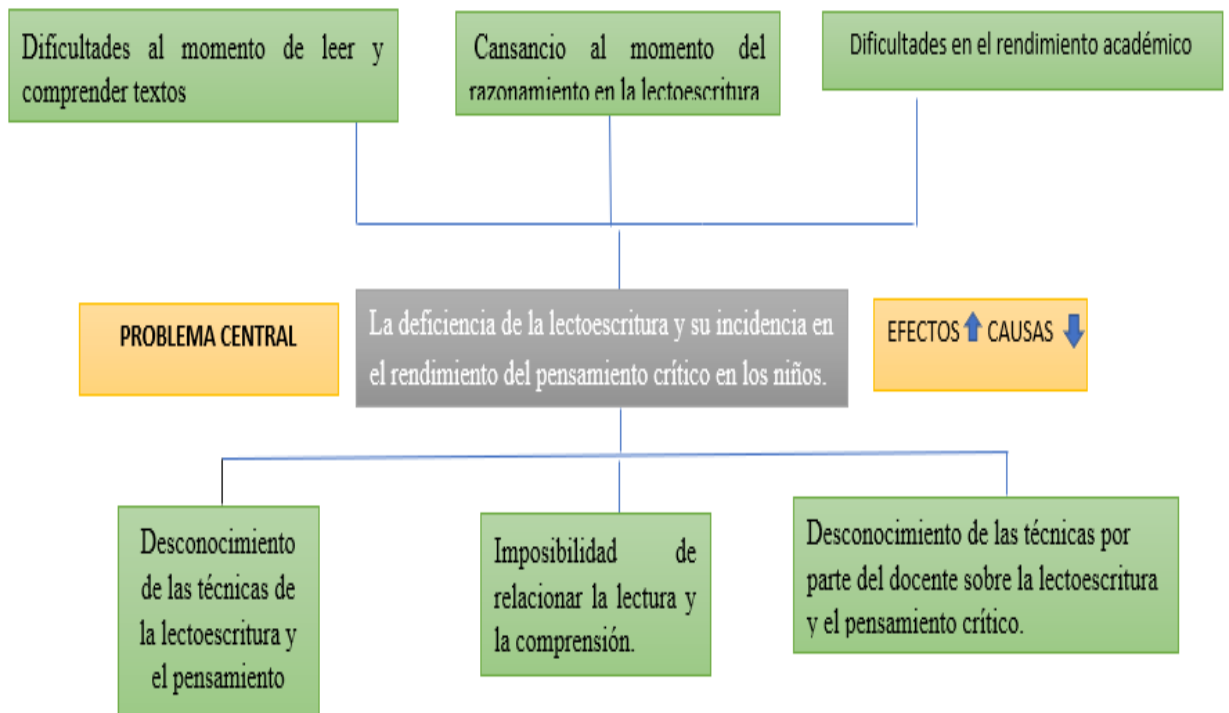 Dificultades al momento de leer y
comprender textos
Cansancio al momento del
razonamiento en la lectoescritura
Dificultades en el rendimiento académico
PROBLEMA CENTRAL
La deficiencia de la lectoescritura y su incidencia en
el rendimiento del pensamiento crítico en los niños.
EFECTOS CAUSAS
Desconocimiento
de las técnicas de
la lectoescritura y
el pensamiento
Imposibilidad de
relacionar la lectura y
la comprensión.
Desconocimiento de las técnicas por
parte del docente sobre la lectoescritura
y el pensamiento crítico.